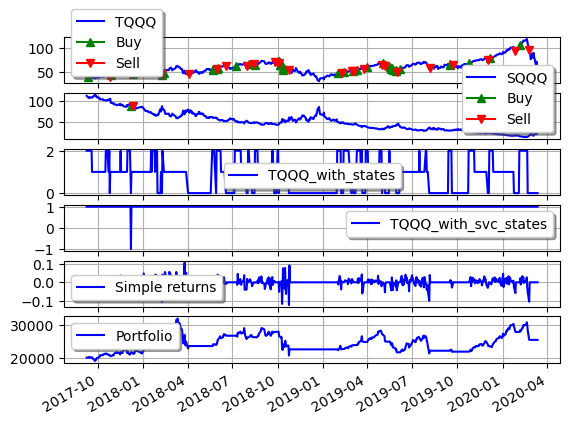 TQQQ
Buy
Sell
100
50
SQQQ
Buy
Sell
100
50
2
TQQQ_with_states
0
1
TQQQ_with_svc_states
−1
0.1
0.0
Simple returns
−0.1
30000
Portfolio
20000
2017-10
2018-01
2018-04
2018-07
2018-10
2019-01
2019-04
2019-07
2019-10
2020-01
2020-04